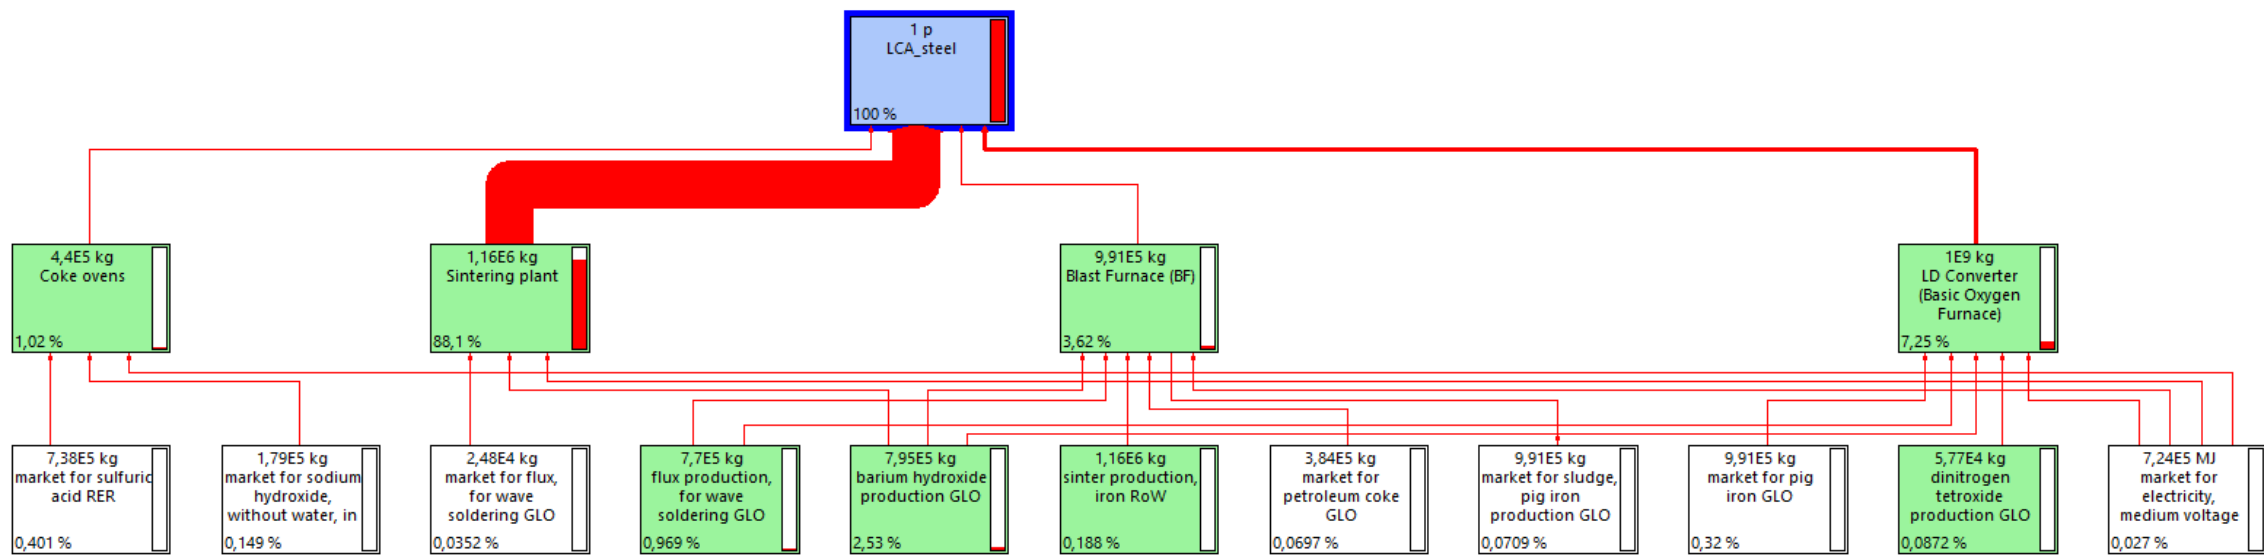 1 p
LCA_steel
100 %
4,4E5 kg
Coke ovens
1,02 %
1,16E6 kg
Sintering plant
88,1 %
9,91E5 kg
Blast Furnace (BF)
3,62 %
1E9 kg
LD Converter
(Basic Oxygen
Furnace)
7,25 %
7,38E5 kg
market for sulfuric
acid RER
0,401 %
1,79E5 kg
market for sodium
hydroxide,
without water, in
0,149 %
2,48E4 kg
market for flux,
for wave
soldering GLO
0,0352 %
7,7E5 kg
flux production,
for wave
soldering GLO
0,969 %
7,95E5 kg
barium hydroxide
production GLO
2,53 %
1,16E6 kg
sinter production,
iron RoW
0,188 %
3,84E5 kg
market for
petroleum coke
GLO
0,0697 %
9,91E5 kg
market for sludge,
pig iron
production GLO
0,0709 %
9,91E5 kg
market for pig
iron GLO
0,32 %
5,77E4 kg
dinitrogen
tetroxide
production GLO
0,0872 %
7,24E5 MJ
market for
electricity,
medium voltage
0,027 %